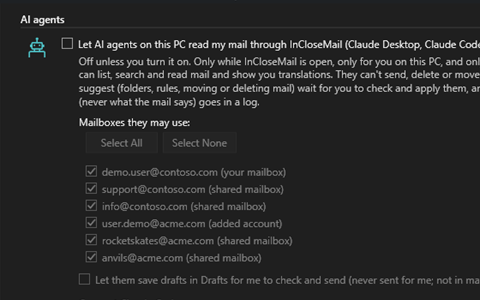 AI agents
Let AI agents on this PC read my mail through InCloseMail (Claude Desktop, Claude Code
Off unless you turn it on. Only while InCloseMail is open, only for you on this PC, and only
can list, search and read mail and show you translations. They can't send, delete or move
suggest (folders, rules, moving or deleting mail) wait for you to check and apply them, an
(never what the mail says) goes in a log.
Mailboxes they may use:
Select All
Select None
demo.user@contoso.com (your mailbox)
support@contoso.com (shared mailbox)
info@contoso.com (shared mailbox)
user.demo@acme.com (added account)
rocketskates@acme.com (shared mailbox)
anvils@acme.com (shared mailbox)
Let them save drafts in Drafts for me to check and send (never sent for me; not in ma